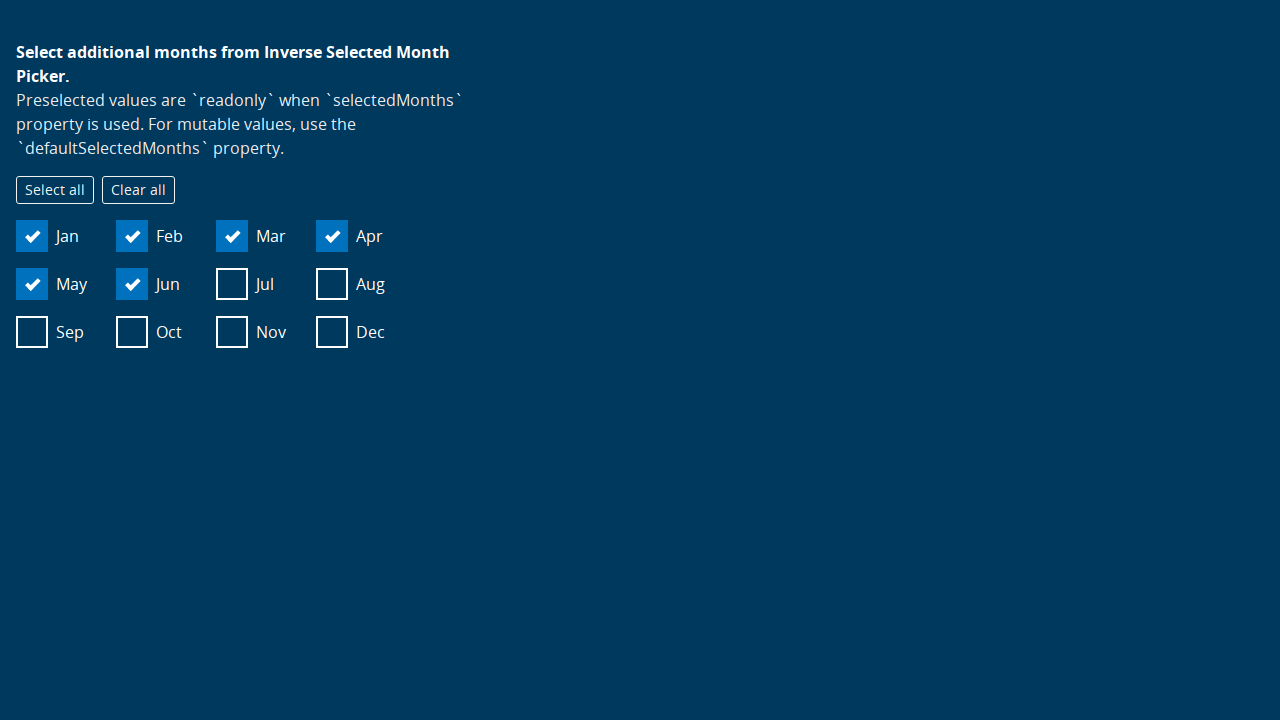 Select additional months from Inverse Selected Month
Picker.
Preselected values are `readonly` when `selectedMonths`
property is used. For mutable values, use the
`defaultSelectedMonths` property.
Select all Clear all
Jan Feb Mar Apr
May Jun Jul Aug
Sep Oct Nov Dec